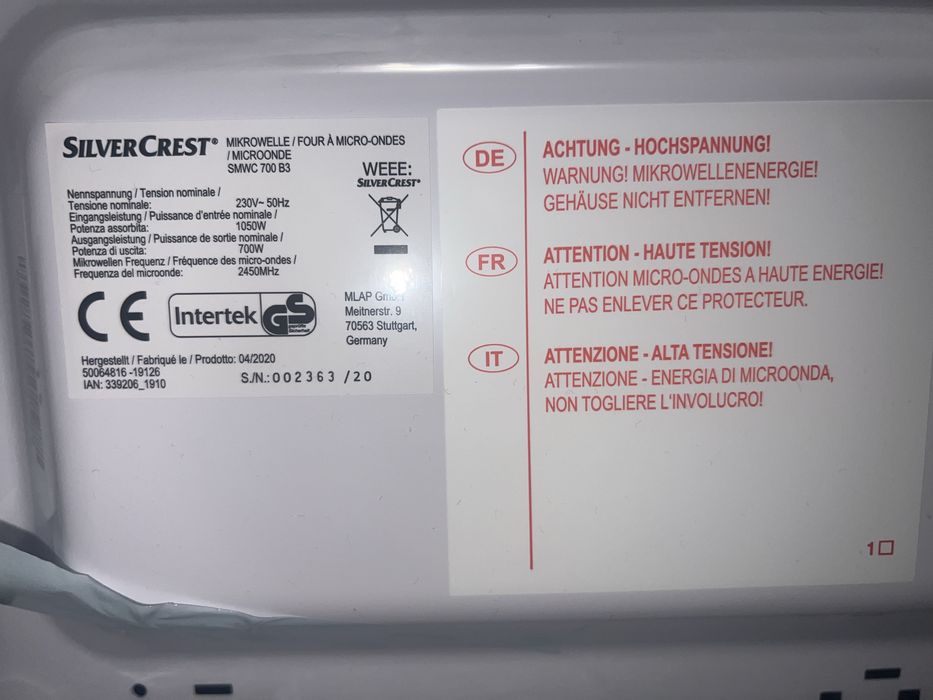 SILVERCREST® MIKROWELLE / FOUR À MICRO-ONDES
/ MICROONDE
SMWC 700 B3
WEEE:
SILVERCREST®
Nennspannung / Tension nominale /
Tensione nominale: 230V~ 50Hz
Eingangsleistung / Puissance d'entrée nominale /
Potenza assorbita: 1050W
Ausgangsleistung / Puissance de sortie nominale /
Potenza di uscita: 700W
Mikrowellen Frequenz / Fréquence des micro-ondes /
Frequenza del microonde: 2450MHz
CE
Intertek
GS
geprüfte
Sicherheit
MLAP GmbH
Meitnerstr. 9
70563 Stuttgart,
Germany
Hergestellt / Fabriqué le / Prodotto: 04/2020
50064816 -19126
IAN: 339206_1910
S./N.: 002363 /20
DE
ACHTUNG - HOCHSPANNUNG!
WARNUNG! MIKROWELLENENERGIE!
GEHÄUSE NICHT ENTFERNEN!
FR
ATTENTION - HAUTE TENSION!
ATTENTION MICRO-ONDES A HAUTE ENERGIE!
NE PAS ENLEVER CE PROTECTEUR.
IT
ATTENZIONE - ALTA TENSIONE!
ATTENZIONE - ENERGIA DI MICROONDA,
NON TOGLIERE L'INVOLUCRO!
1 □